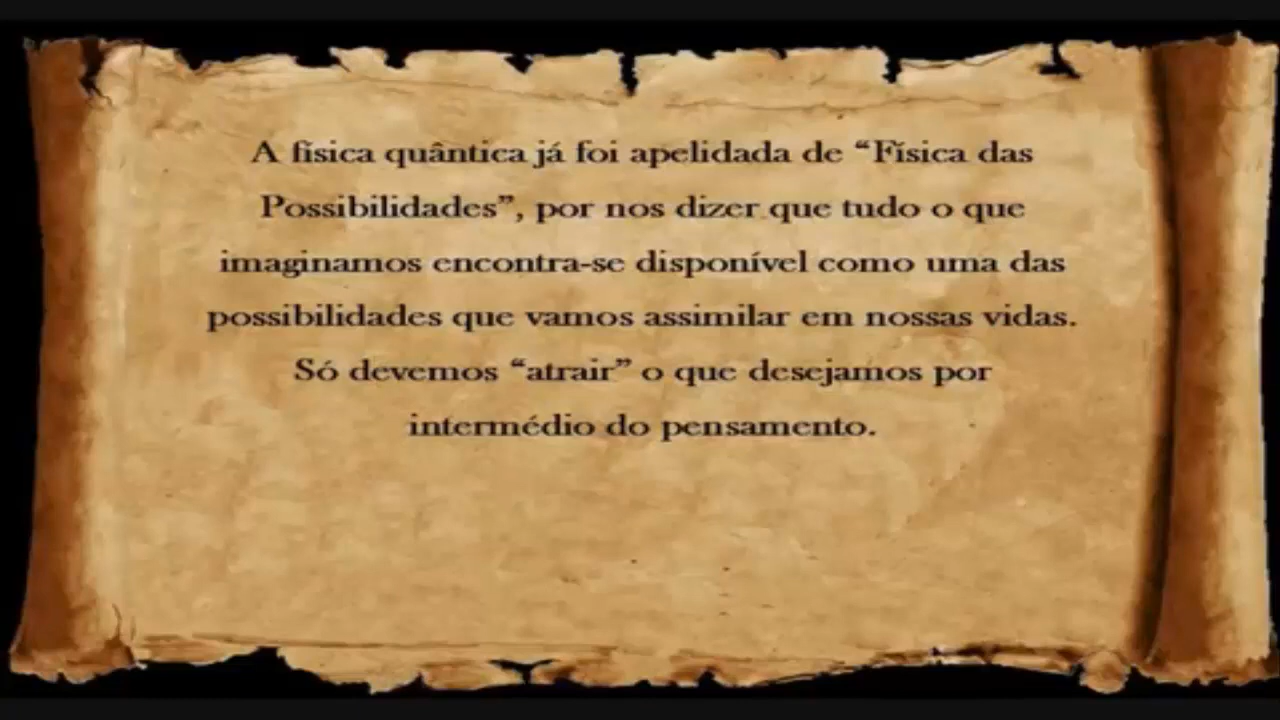 A física quântica já foi apelidada de “Física das
Possibilidades”, por nos dizer que tudo o que
imaginamos encontra-se disponível como uma das
possibilidades que vamos assimilar em nossas vidas.
Só devemos “atrair” o que desejamos por
intermédio do pensamento.